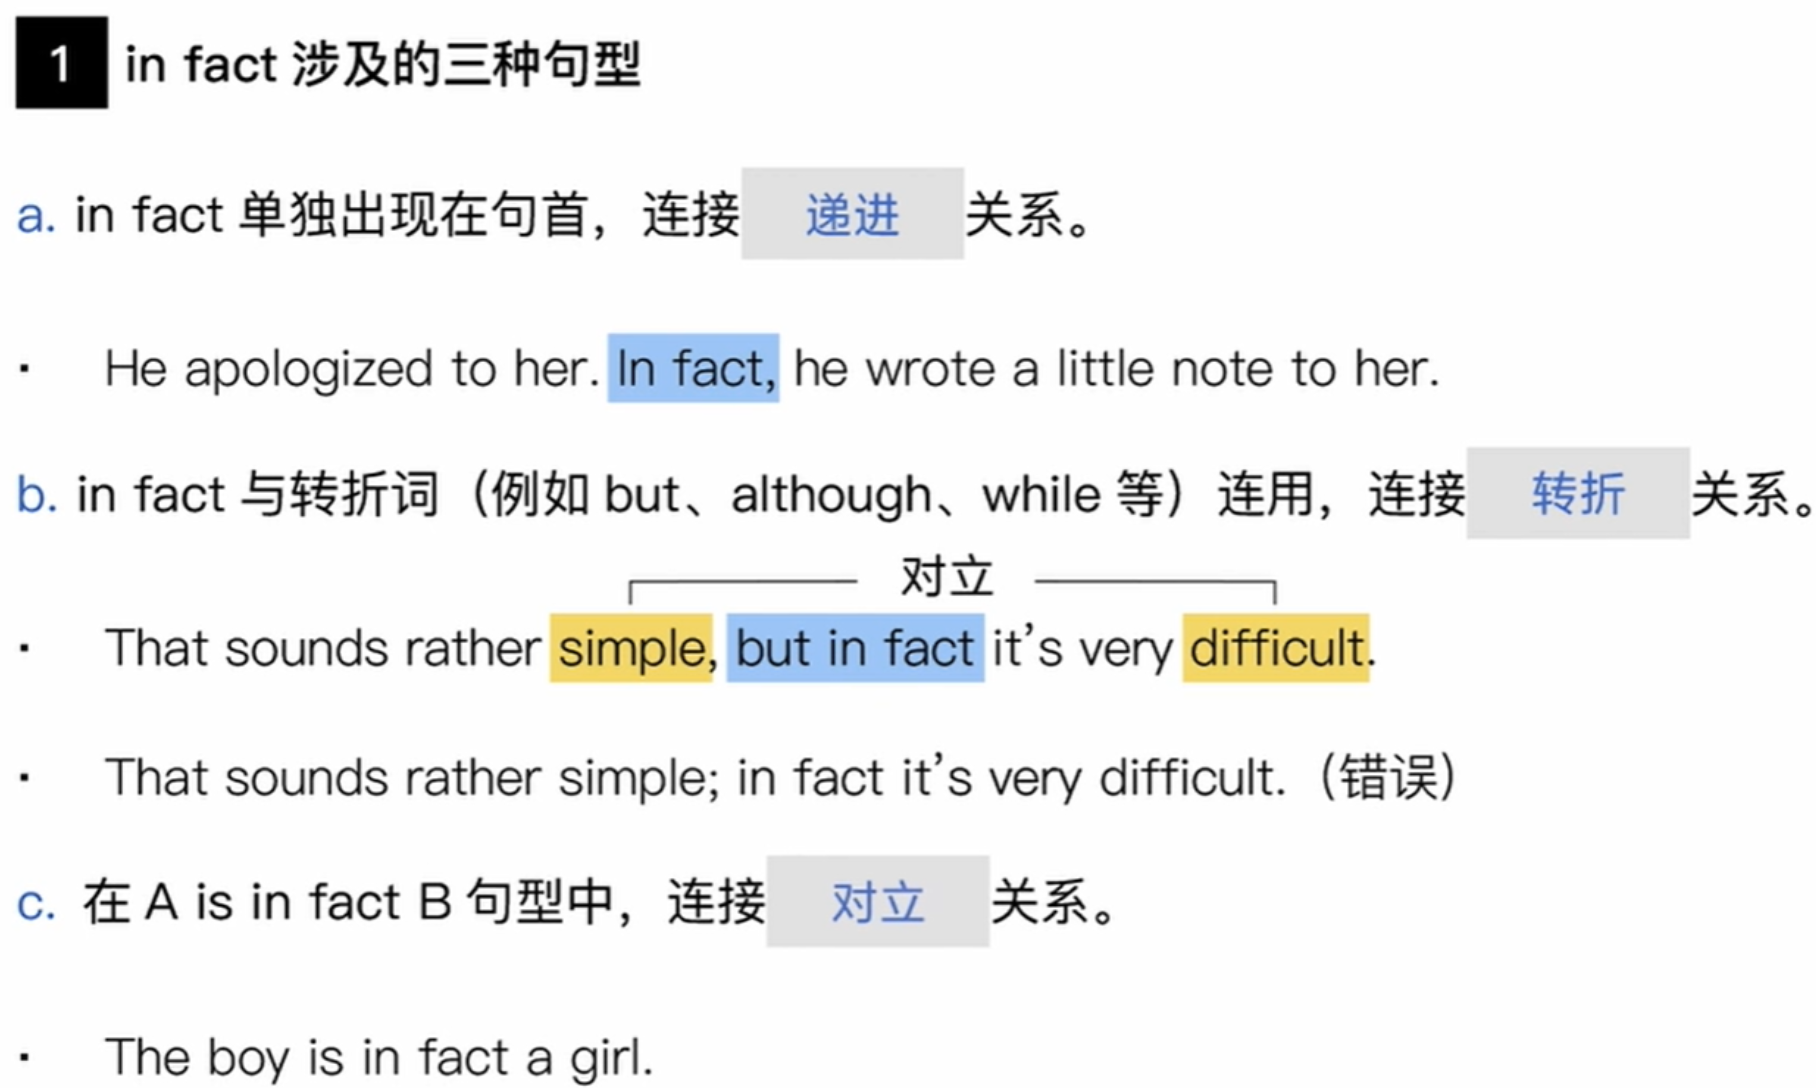 1 in fact 涉及的三种句型
a. in fact 单独出现在句首，连接 递进 关系。
· He apologized to her. In fact, he wrote a little note to her.
b. in fact 与转折词（例如 but、although、while 等）连用，连接 转折 关系。
对立
· That sounds rather simple, but in fact it’s very difficult.
· That sounds rather simple; in fact it’s very difficult.（错误）
c. 在 A is in fact B 句型中，连接 对立 关系。
· The boy is in fact a girl.